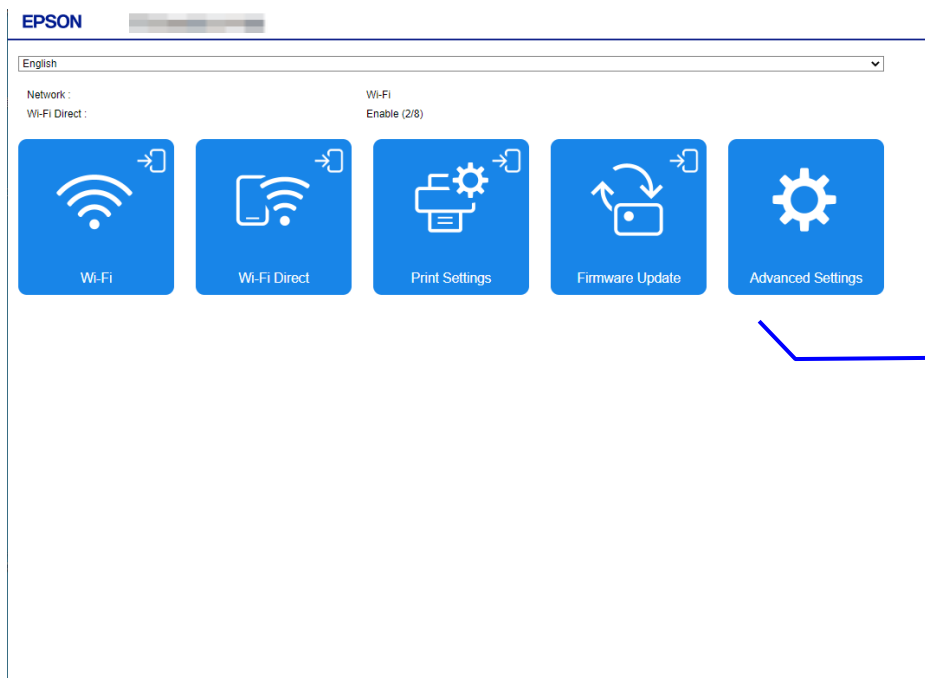 EPSON
English
Network : Wi-Fi
Wi-Fi Direct : Enable (2/8)
Wi-Fi Wi-Fi Direct Print Settings Firmware Update Advanced Settings